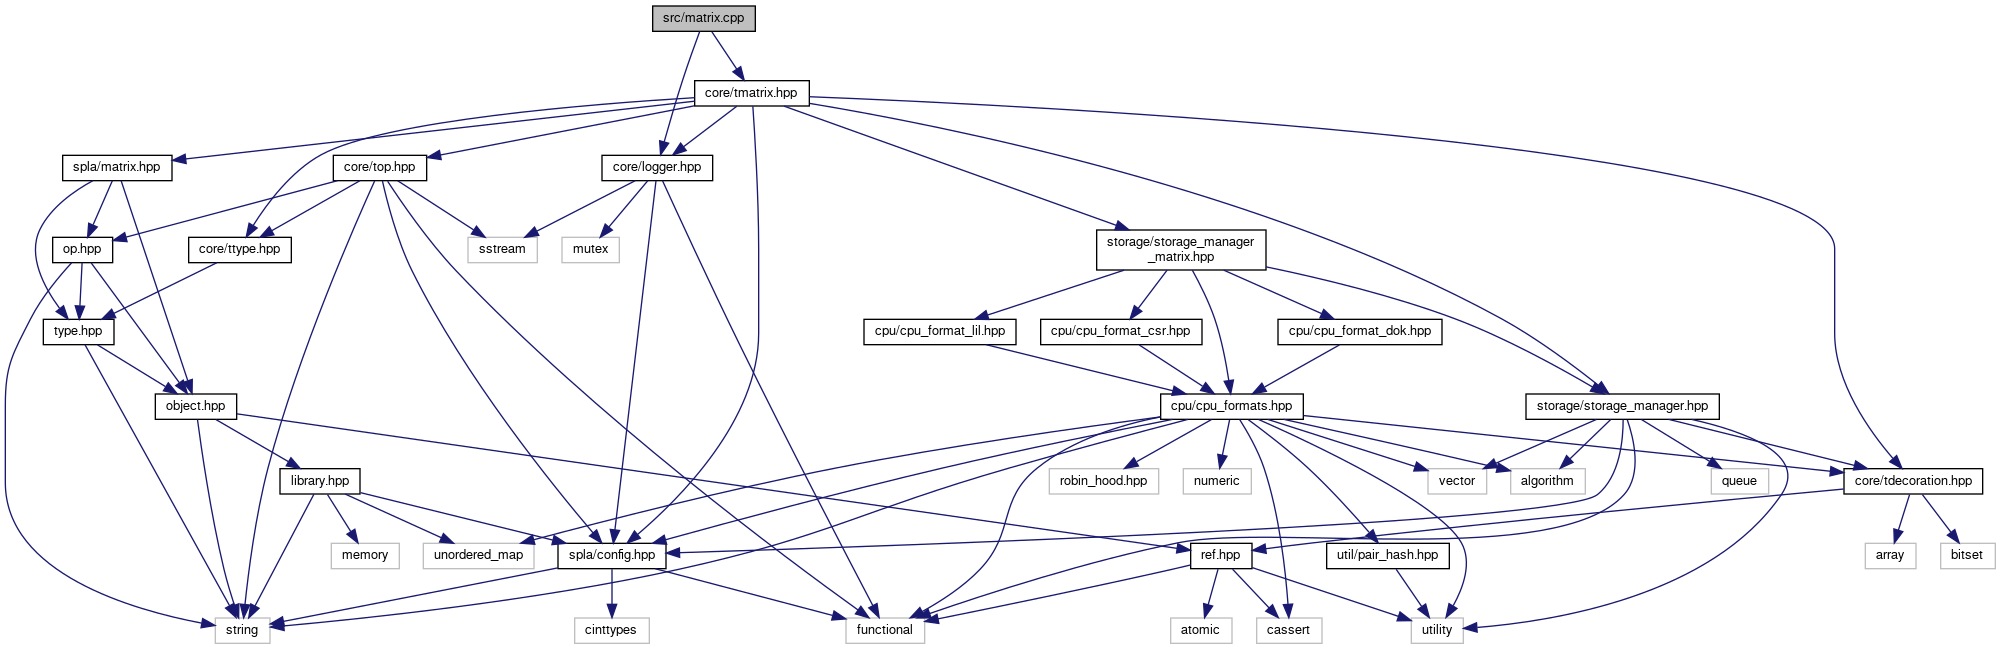 src/matrix.cpp
core/tmatrix.hpp
spla/matrix.hpp
core/top.hpp
core/logger.hpp
op.hpp
core/ttype.hpp
sstream
mutex
storage/storage_manager
_matrix.hpp
type.hpp
cpu/cpu_format_lil.hpp
cpu/cpu_format_csr.hpp
cpu/cpu_format_dok.hpp
object.hpp
cpu/cpu_formats.hpp
storage/storage_manager.hpp
library.hpp
robin_hood.hpp
numeric
vector
algorithm
queue
core/tdecoration.hpp
memory
unordered_map
spla/config.hpp
ref.hpp
util/pair_hash.hpp
array
bitset
string
cinttypes
functional
atomic
cassert
utility